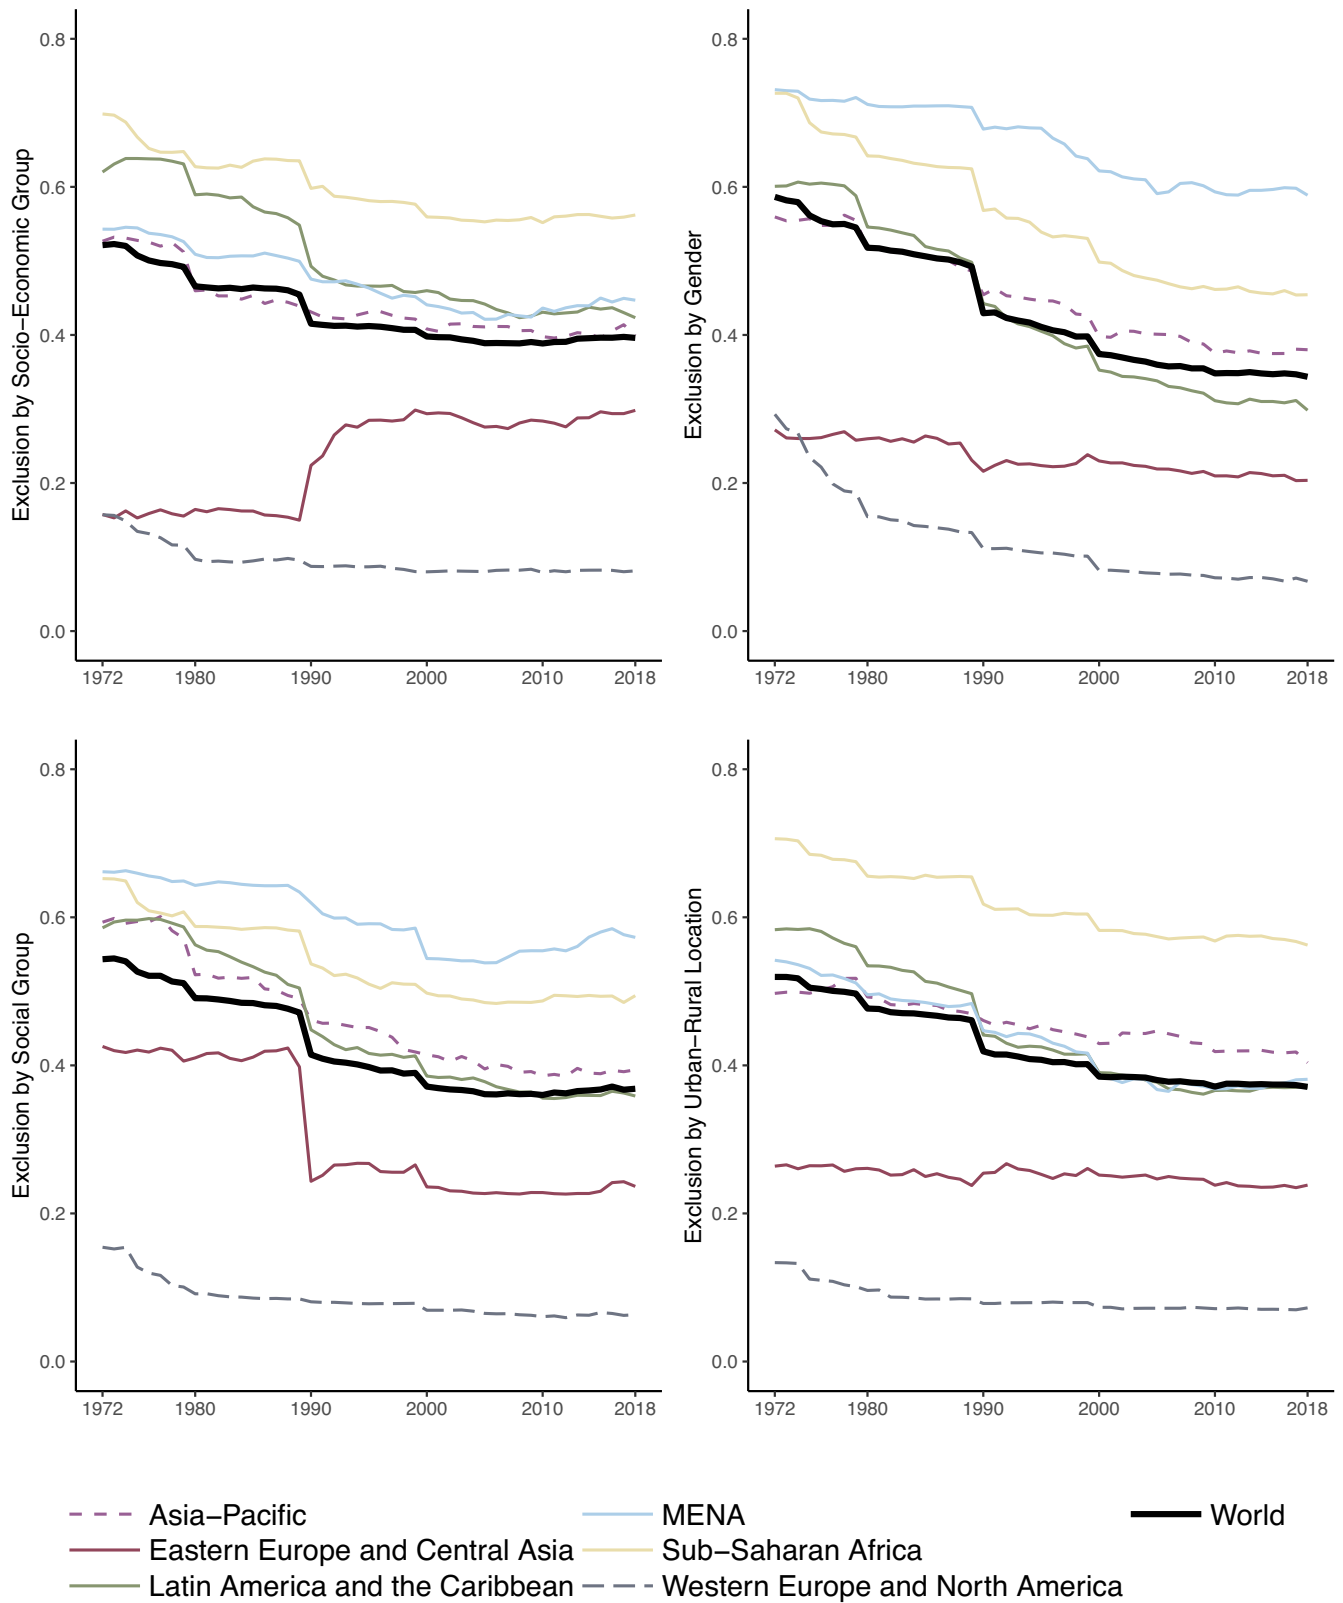 Exclusion by Socio-Economic Group
0.8
0.6
0.4
0.2
0.0
1972 1980 1990 2000 2010 2018
Exclusion by Gender
0.8
0.6
0.4
0.2
0.0
1972 1980 1990 2000 2010 2018
Exclusion by Social Group
0.8
0.6
0.4
0.2
0.0
1972 1980 1990 2000 2010 2018
Exclusion by Urban−Rural Location
0.8
0.6
0.4
0.2
0.0
1972 1980 1990 2000 2010 2018
Asia−Pacific MENA World
Eastern Europe and Central Asia Sub−Saharan Africa
Latin America and the Caribbean Western Europe and North America